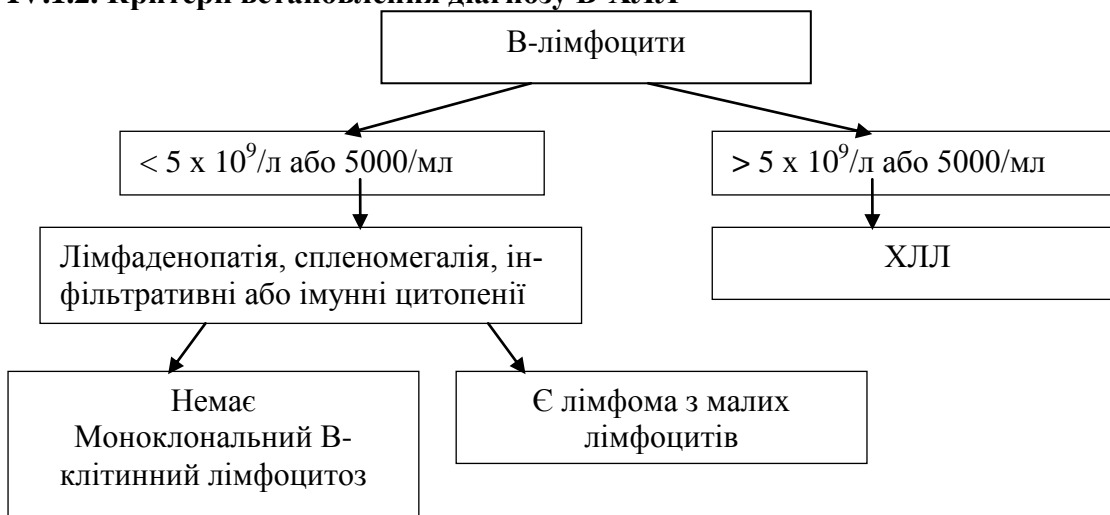 В-лімфоцити
< 5 x 10⁹/л або 5000/мл
> 5 x 10⁹/л або 5000/мл
Лімфаденопатія, спленомегалія, ін-
фільтративні або імунні цитопенії
ХЛЛ
Немає
Моноклональний В-
клітинний лімфоцитоз
Є лімфома з малих
лімфоцитів